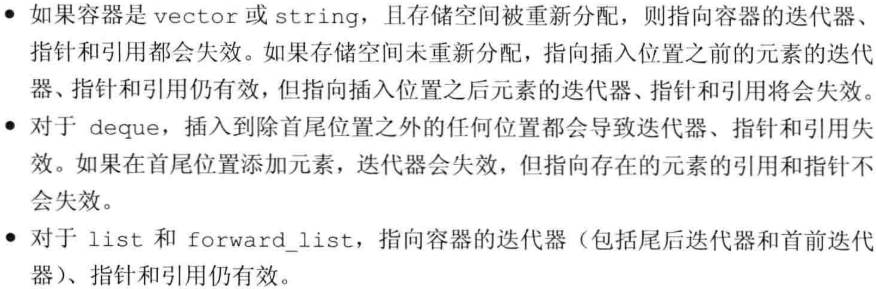 • 如果容器是 vector 或 string，且存储空间被重新分配，则指向容器的迭代器、
指针和引用都会失效。如果存储空间未重新分配，指向插入位置之前的元素的迭代
器、指针和引用仍有效，但指向插入位置之后元素的迭代器、指针和引用将会失效。
• 对于 deque，插入到除首尾位置之外的任何位置都会导致迭代器、指针和引用失
效。如果在首尾位置添加元素，迭代器会失效，但指向存在的元素的引用和指针不
会失效。
• 对于 list 和 forward_list，指向容器的迭代器（包括尾后迭代器和首前迭代
器）、指针和引用仍有效。